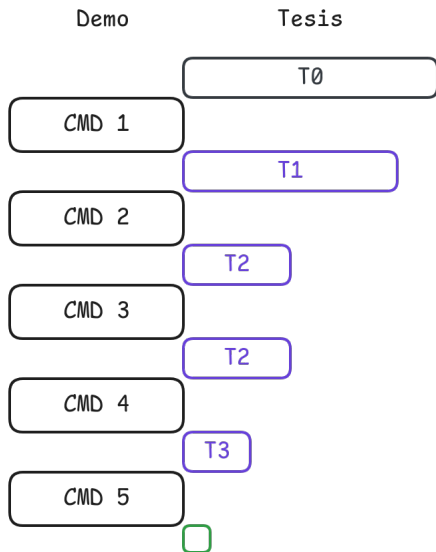 Demo Tesis
T0
CMD 1
T1
CMD 2
T2
CMD 3
T2
CMD 4
T3
CMD 5